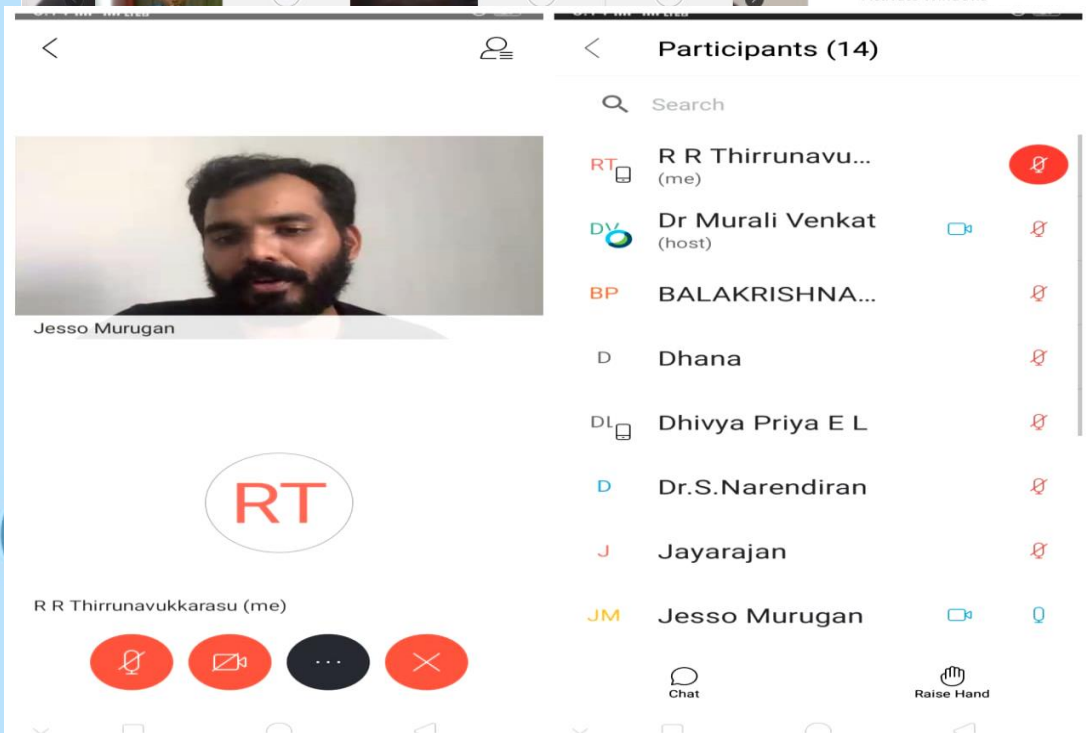 Jesso Murugan
RT
R R Thirrunavukkarasu (me)
Participants (14)
Search
RT
R R Thirrunavu...
(me)
DV
Dr Murali Venkat
(host)
BP
BALAKRISHNA...
D
Dhana
DL
Dhivya Priya E L
D
Dr.S.Narendiran
J
Jayarajan
JM
Jesso Murugan
Chat
Raise Hand